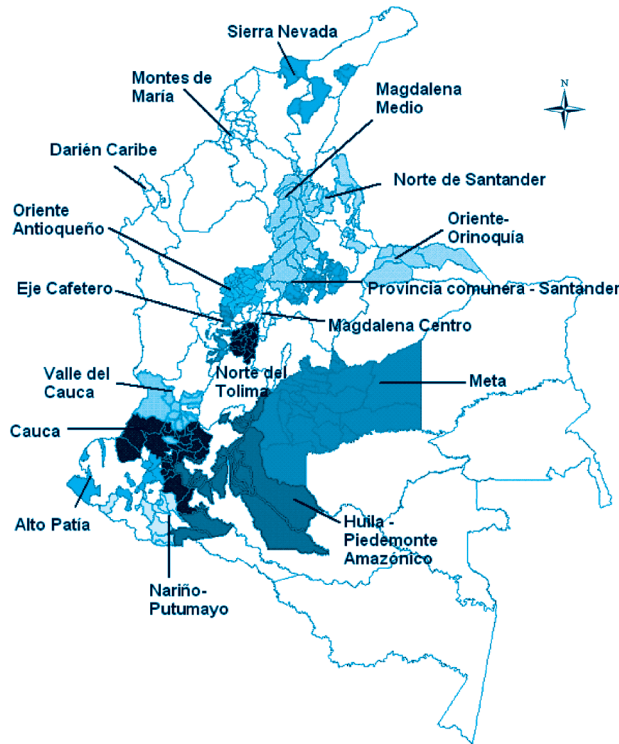 Sierra Nevada
Montes de
María
Magdalena
Medio
N
Darién Caribe
Norte de Santander
Oriente
Antioqueño
Oriente-
Orinoquía
Eje Cafetero
Provincia comunera - Santander
Magdalena Centro
Valle del
Cauca
Norte del
Tolima
Meta
Cauca
Alto Patía
Huila -
Piedemonte
Amazónico
Nariño-
Putumayo